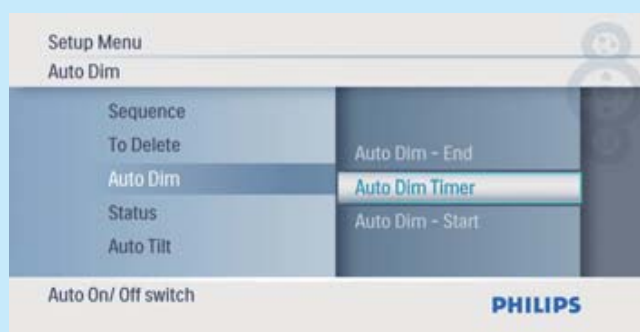 Setup Menu
Auto Dim
Sequence
To Delete
Auto Dim
Status
Auto Tilt
Auto Dim - End
Auto Dim Timer
Auto Dim - Start
Auto On/ Off switch
PHILIPS